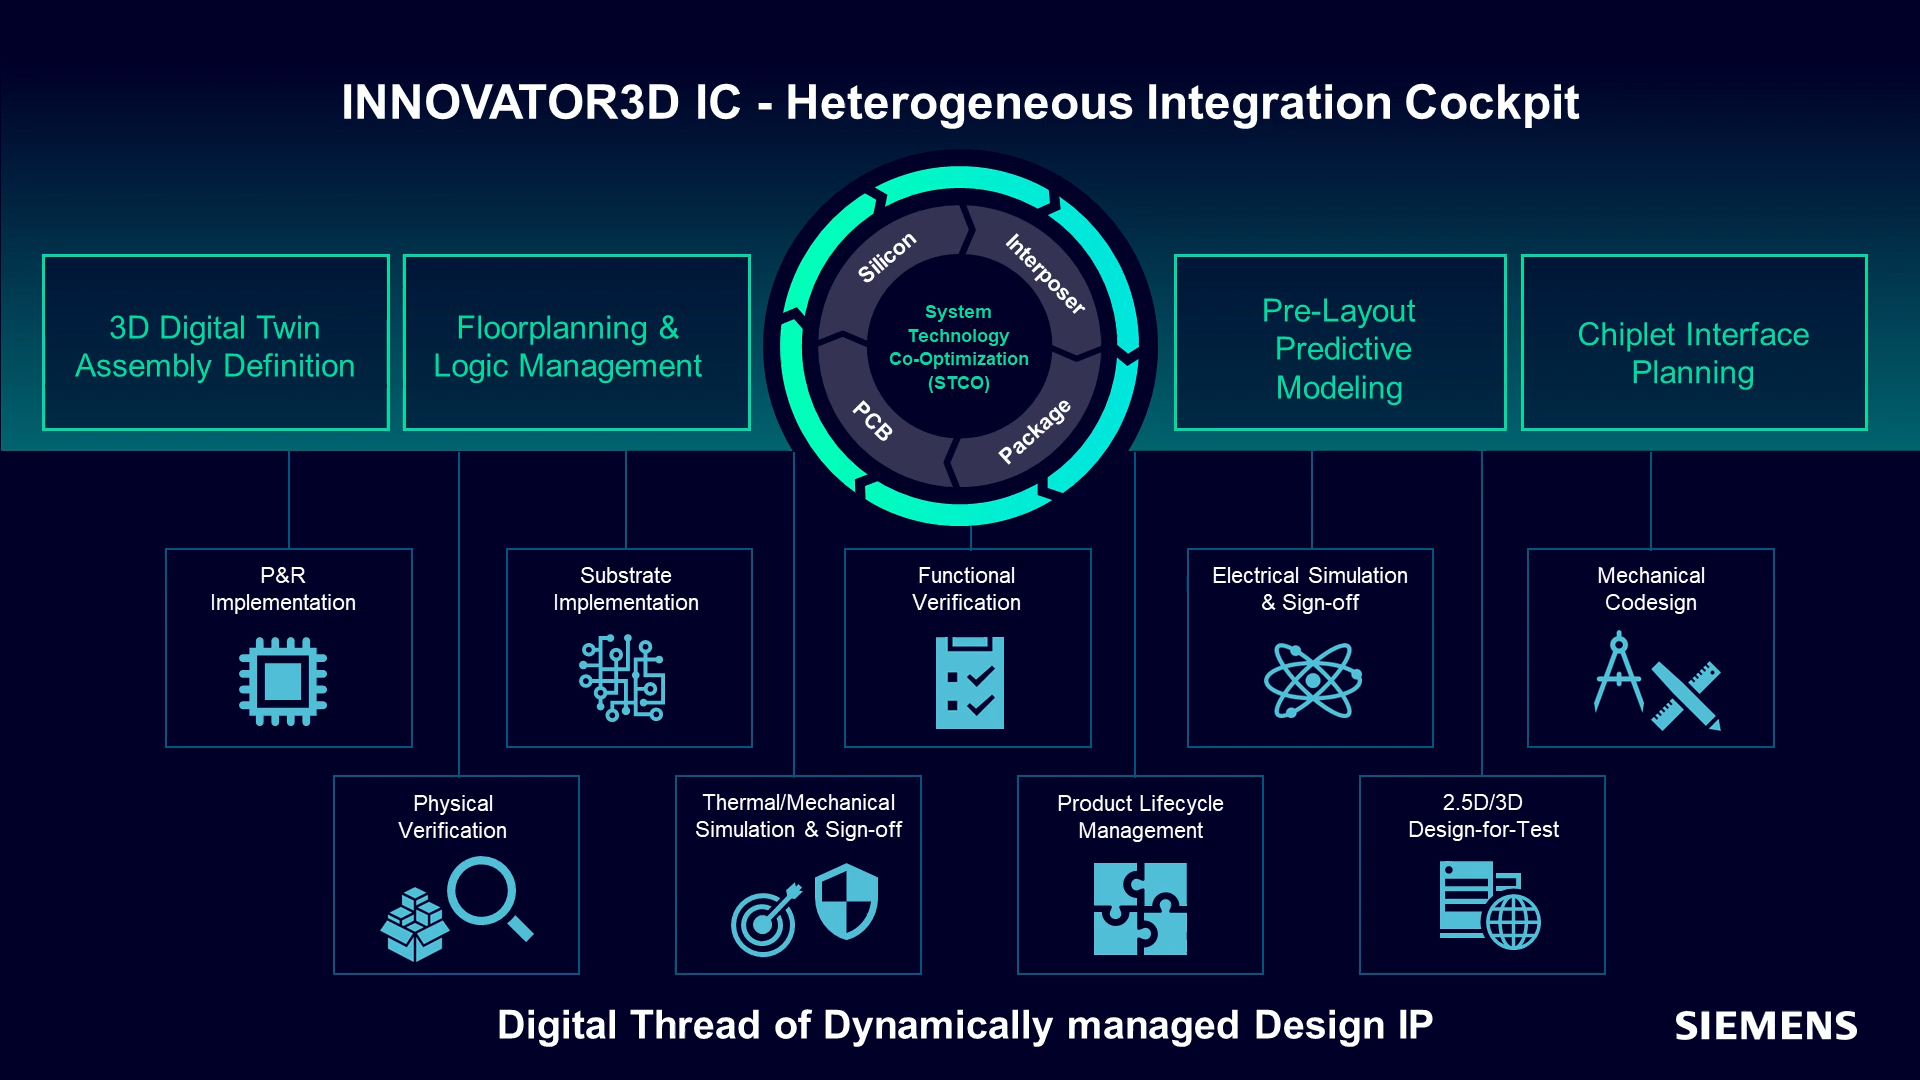 INNOVATOR3D IC - Heterogeneous Integration Cockpit
3D Digital Twin
Assembly Definition
Floorplanning &
Logic Management
Silicon
Interposer
Package
PCB
System
Technology
Co-Optimization
(STCO)
Pre-Layout
Predictive
Modeling
Chiplet Interface
Planning
P&R
Implementation
Substrate
Implementation
Functional
Verification
Electrical Simulation
& Sign-off
Mechanical
Codesign
Physical
Verification
Thermal/Mechanical
Simulation & Sign-off
Product Lifecycle
Management
2.5D/3D
Design-for-Test
Digital Thread of Dynamically managed Design IP
SIEMENS